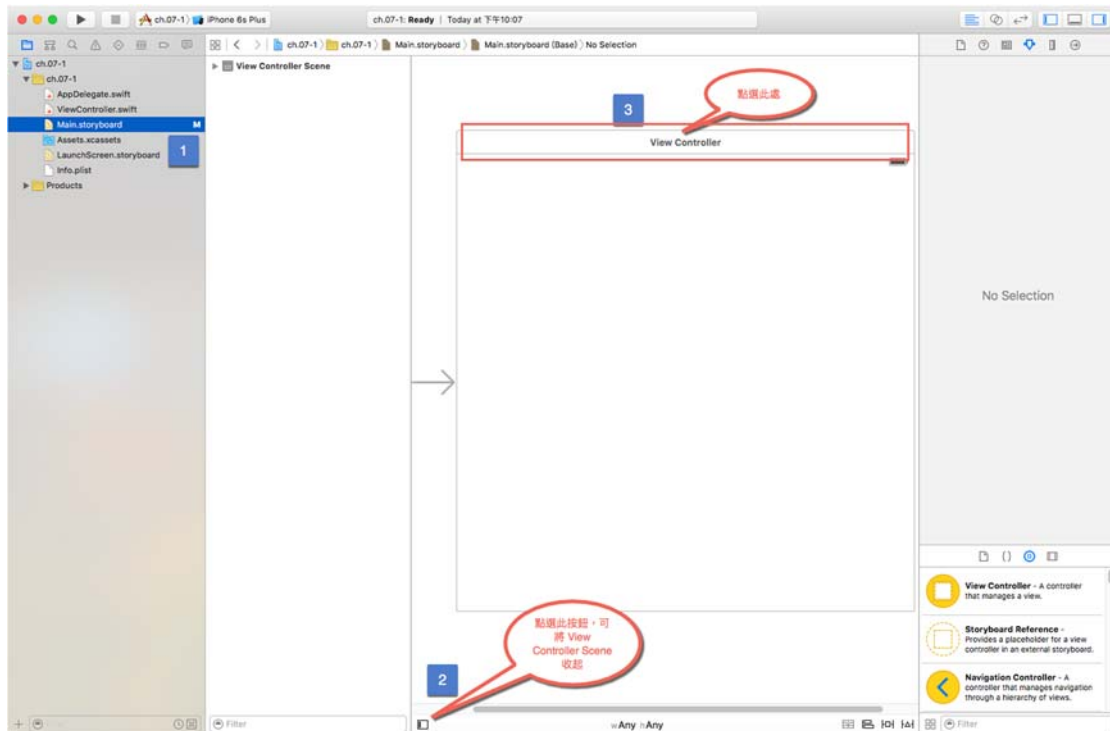 ch.07-1 iPhone 6s Plus
ch.07-1: Ready | Today at 下午10:07
ch.07-1 ch.07-1 Main.storyboard Main.storyboard (Base) No Selection
ch.07-1
ch.07-1
AppDelegate.swift
ViewController.swift
Main.storyboard M
Assets.xcassets
LaunchScreen.storyboard
Info.plist
Products
1
View Controller Scene
3
點選此處
View Controller
點選此按鈕，可
將 View
Controller Scene
收起
2
No Selection
View Controller - A controller
that manages a view.
Storyboard Reference -
Provides a placeholder for a view
controller in an external storyboard.
Navigation Controller - A
controller that manages navigation
through a hierarchy of views.
Filter
wAny hAny
Filter